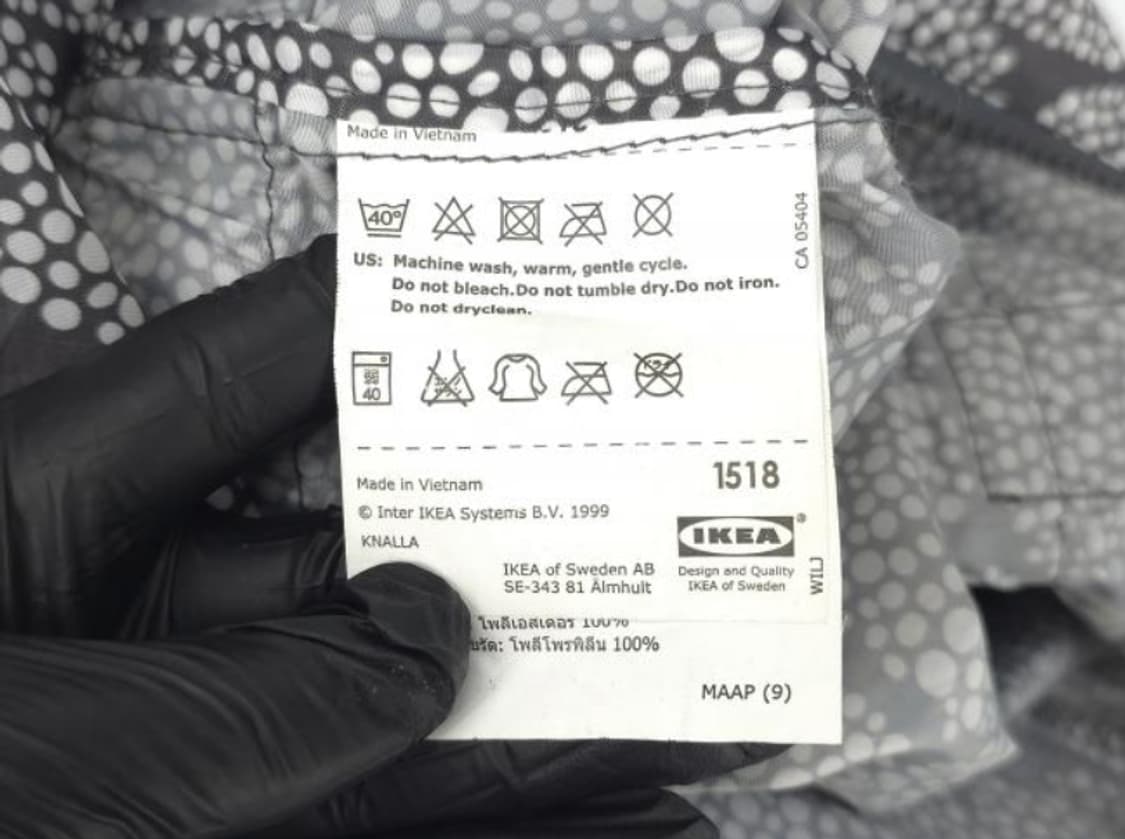 Made in Vietnam
40°
CA 05404
US: Machine wash, warm, gentle cycle.
Do not bleach.Do not tumble dry.Do not iron.
Do not dryclean.
40
Made in Vietnam
1518
© Inter IKEA Systems B.V. 1999
KNALLA
IKEA®
IKEA of Sweden AB
SE-343 81 Älmhult
Design and Quality
IKEA of Sweden
WILJ
โพลีเอสเตอร์ 100%
โพลีโพรพิลีน 100%
MAAP (9)